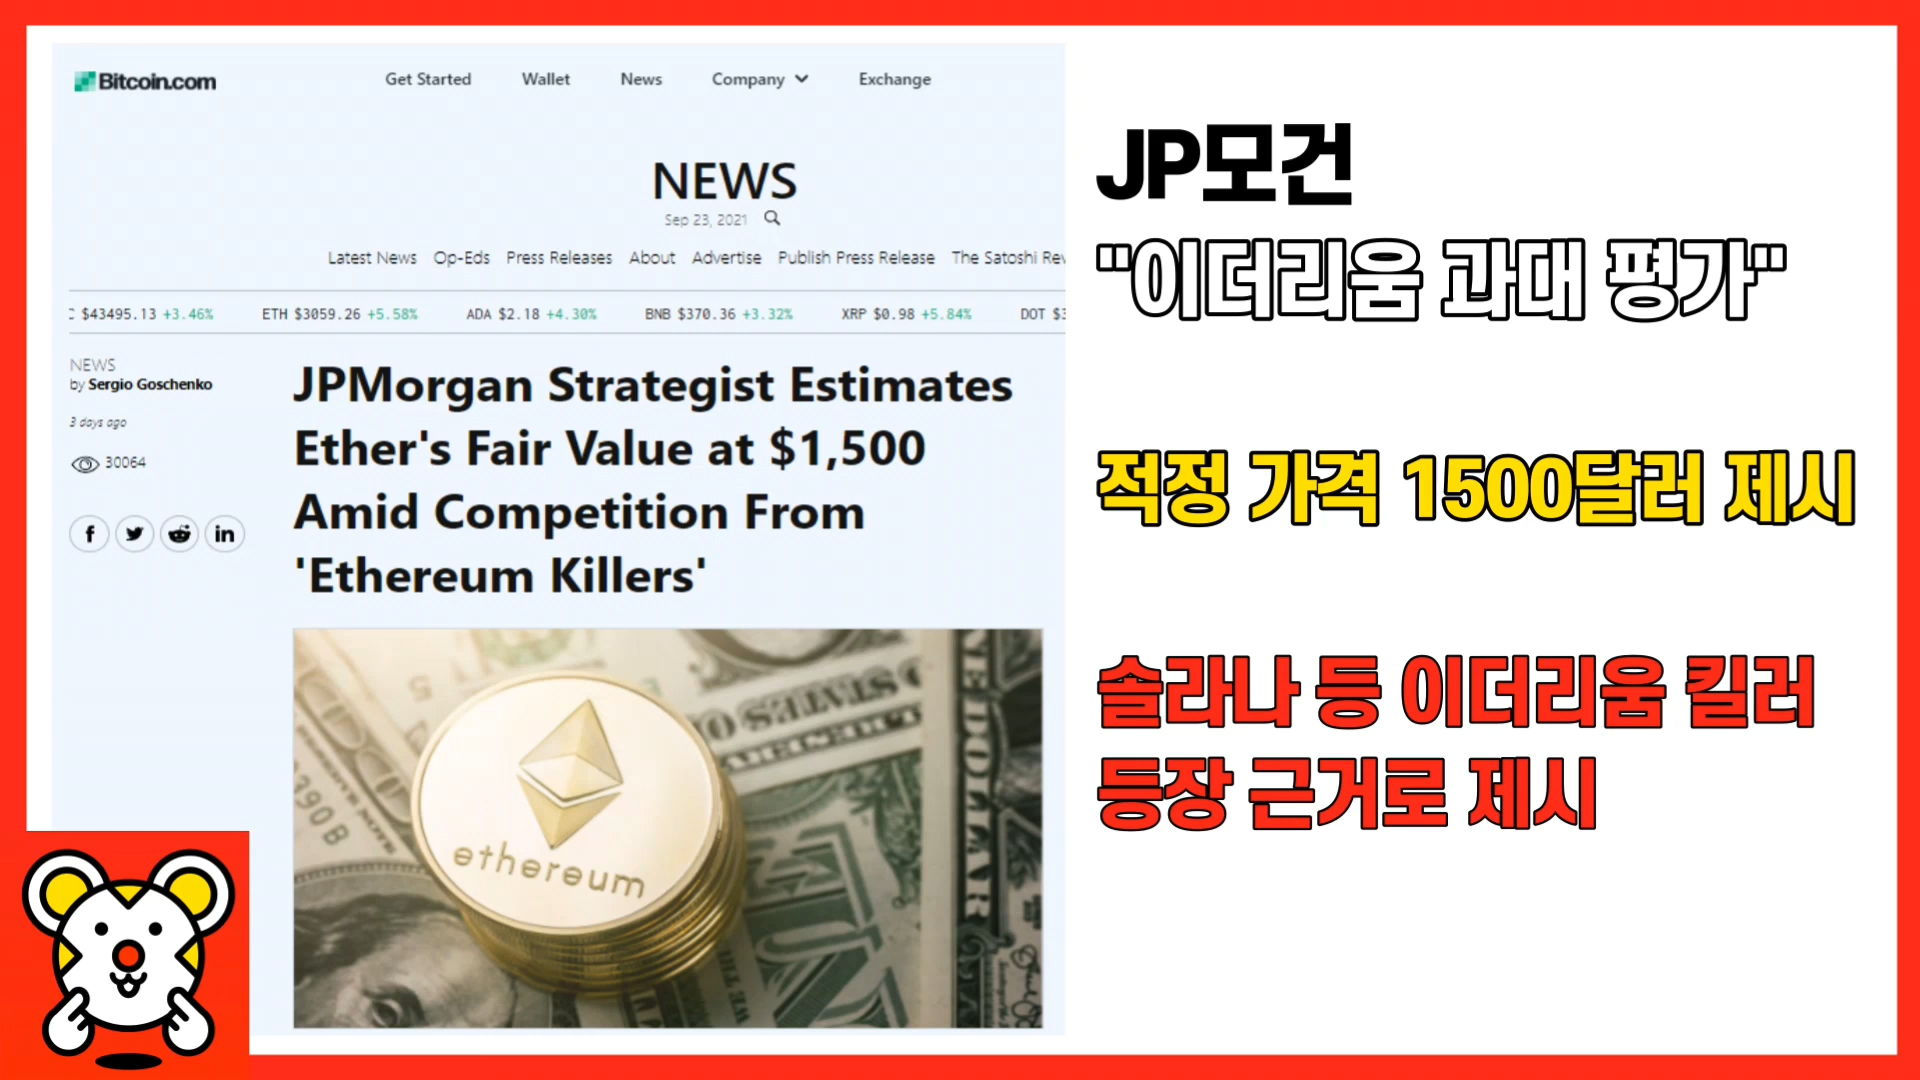 Bitcoin.com
Get Started Wallet News Company Exchange
NEWS
Sep 23, 2021
Latest News Op-Eds Press Releases About Advertise Publish Press Release The Satoshi Rev
$43495.13 +3.46% ETH $3059.26 +5.58% ADA $2.18 +4.30% BNB $370.36 +3.32% XRP $0.98 +5.84% DOT
NEWS
by Sergio Goschenko
3 days ago
30064
f in
JPMorgan Strategist Estimates
Ether's Fair Value at $1,500
Amid Competition From
'Ethereum Killers'
ethereum
JP모건
"이더리움 과대 평가"
적정 가격 1500달러 제시
솔라나 등 이더리움 킬러
등장 근거로 제시